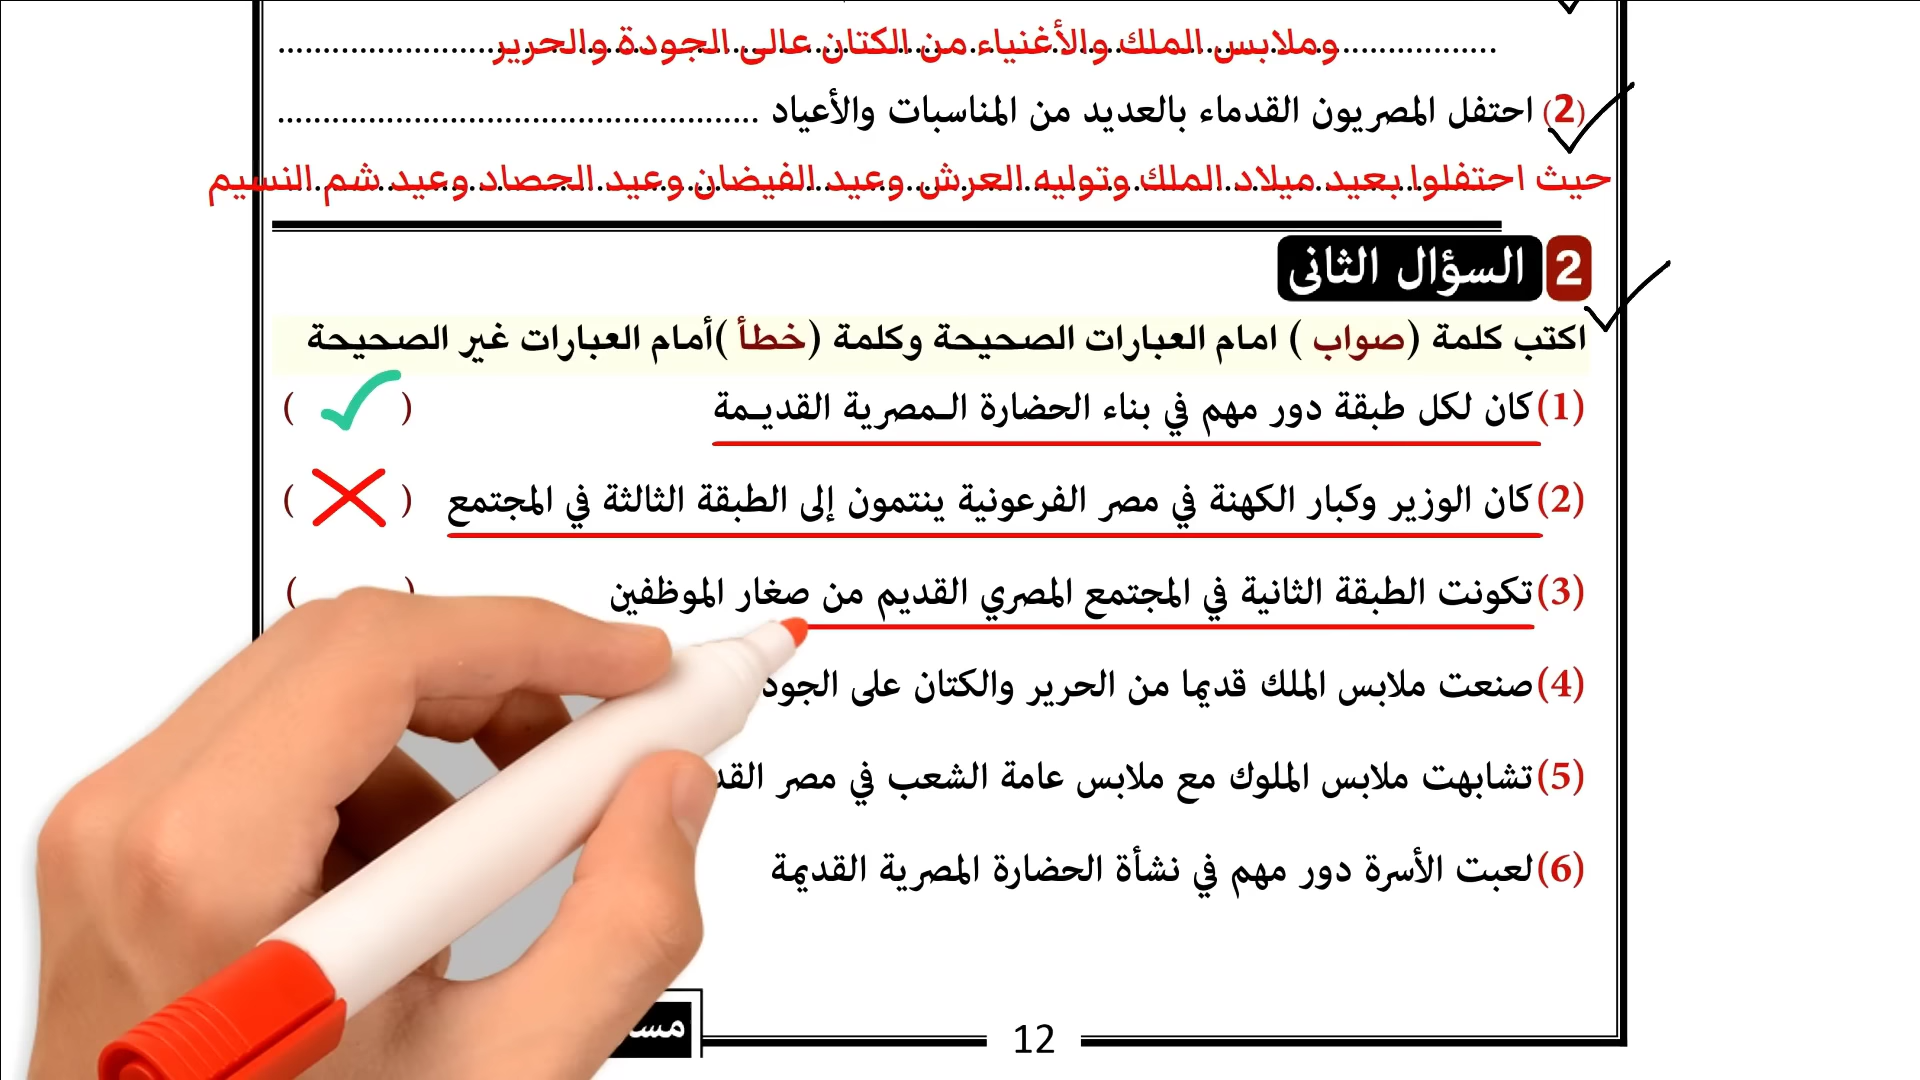 وملابس الملك والأغنياء من الكتان عالى الجودة والحرير
(2) احتفل المصريون القدماء بالعديد من المناسبات والأعياد
حيث احتفلوا بعيد ميلاد الملك وتوليه العرش وعيد الفيضان وعيد الحصاد وعيد شم النسيم
2 السؤال الثانى
اكتب كلمة (صواب ) امام العبارات الصحيحة وكلمة (خطأ )أمام العبارات غير الصحيحة
(1) كان لكل طبقة دور مهم في بناء الحضارة الـمصرية القديـمة ( )
(2) كان الوزير وكبار الكهنة في مصر الفرعونية ينتمون إلى الطبقة الثالثة في المجتمع ( )
(3) تكونت الطبقة الثانية في المجتمع المصري القديم من صغار الموظفين ( )
(4) صنعت ملابس الملك قديما من الحرير والكتان على
(5) تشابهت ملابس الملوك مع ملابس عامة الشعب في مصر
(6) لعبت الأسرة دور مهم في نشأة الحضارة المصرية القديمة
12